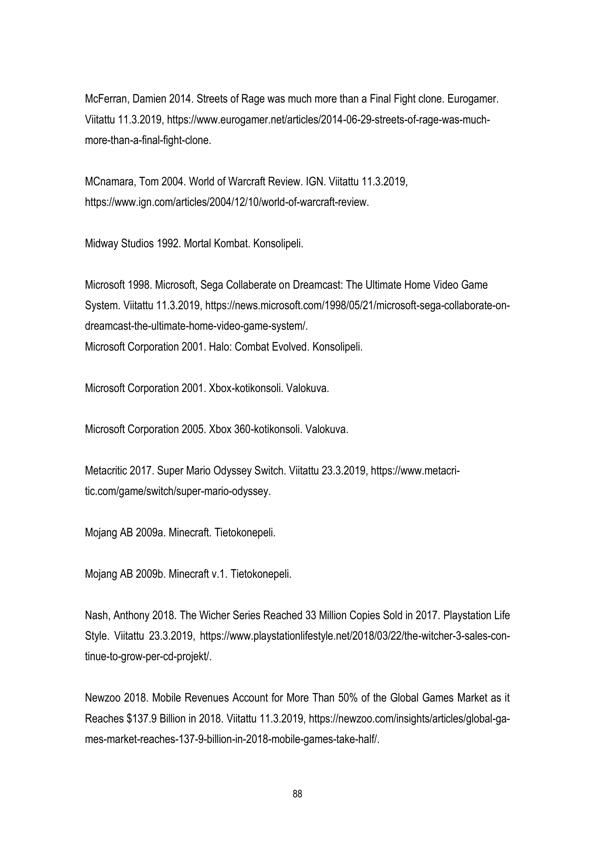 McFerran, Damien 2014. Streets of Rage was much more than a Final Fight clone. Eurogamer.
Viitattu 11.3.2019, https://www.eurogamer.net/articles/2014-06-29-streets-of-rage-was-much-
more-than-a-final-fight-clone.
MCnamara, Tom 2004. World of Warcraft Review. IGN. Viitattu 11.3.2019,
https://www.ign.com/articles/2004/12/10/world-of-warcraft-review.
Midway Studios 1992. Mortal Kombat. Konsolipeli.
Microsoft 1998. Microsoft, Sega Collaberate on Dreamcast: The Ultimate Home Video Game
System. Viitattu 11.3.2019, https://news.microsoft.com/1998/05/21/microsoft-sega-collaborate-on-
dreamcast-the-ultimate-home-video-game-system/.
Microsoft Corporation 2001. Halo: Combat Evolved. Konsolipeli.
Microsoft Corporation 2001. Xbox-kotikonsoli. Valokuva.
Microsoft Corporation 2005. Xbox 360-kotikonsoli. Valokuva.
Metacritic 2017. Super Mario Odyssey Switch. Viitattu 23.3.2019, https://www.metacri-
tic.com/game/switch/super-mario-odyssey.
Mojang AB 2009a. Minecraft. Tietokonepeli.
Mojang AB 2009b. Minecraft v.1. Tietokonepeli.
Nash, Anthony 2018. The Wicher Series Reached 33 Million Copies Sold in 2017. Playstation Life
Style. Viitattu 23.3.2019, https://www.playstationlifestyle.net/2018/03/22/the-witcher-3-sales-con-
tinue-to-grow-per-cd-projekt/.
Newzoo 2018. Mobile Revenues Account for More Than 50% of the Global Games Market as it
Reaches $137.9 Billion in 2018. Viitattu 11.3.2019, https://newzoo.com/insights/articles/global-ga-
mes-market-reaches-137-9-billion-in-2018-mobile-games-take-half/.
88